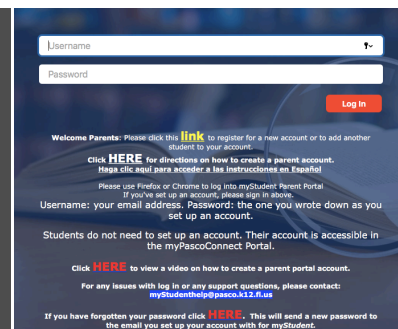 Username
Password
Log In
Welcome Parents: Please click this link to register for a new account or to add another
student to your account.
Click HERE for directions on how to create a parent account.
Haga clic aquí para acceder a las instrucciones en Español
Please use Firefox or Chrome to log into myStudent Parent Portal
If you've set up an account, please sign in above.
Username: your email address. Password: the one you wrote down as you
set up an account.
Students do not need to set up an account. Their account is accessible in
the myPascoConnect Portal.
Click HERE to view a video on how to create a parent portal account.
For any issues with log in or any support questions, please contact:
myStudenthelp@pasco.k12.fl.us
If you have forgotten your password click HERE. This will send a new password to
the email you set up your account with for myStudent.